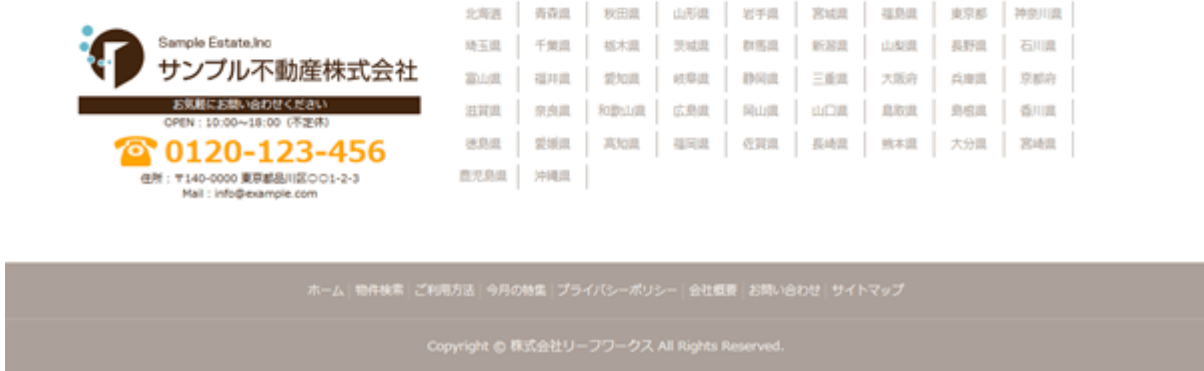 Sample Estate,Inc
サンプル不動産株式会社
お気軽にお問い合わせください
OPEN : 10:00～18:00（不定休）
0120-123-456
住所 : 〒140-0000 東京都品川区○○1-2-3
Mail : info@example.com
北海道 青森県 秋田県 山形県 岩手県 宮城県 福島県 東京都 神奈川県
埼玉県 千葉県 栃木県 茨城県 群馬県 新潟県 山梨県 長野県 石川県
富山県 福井県 愛知県 岐阜県 静岡県 三重県 大阪府 兵庫県 京都府
滋賀県 奈良県 和歌山県 広島県 岡山県 山口県 鳥取県 島根県 香川県
徳島県 愛媛県 高知県 福岡県 佐賀県 長崎県 熊本県 大分県 宮崎県
鹿児島県 沖縄県
ホーム 物件検索 ご利用方法 今月の特集 プライバシーポリシー 会社概要 お問い合わせ サイトマップ
Copyright © 株式会社リーフワークス All Rights Reserved.